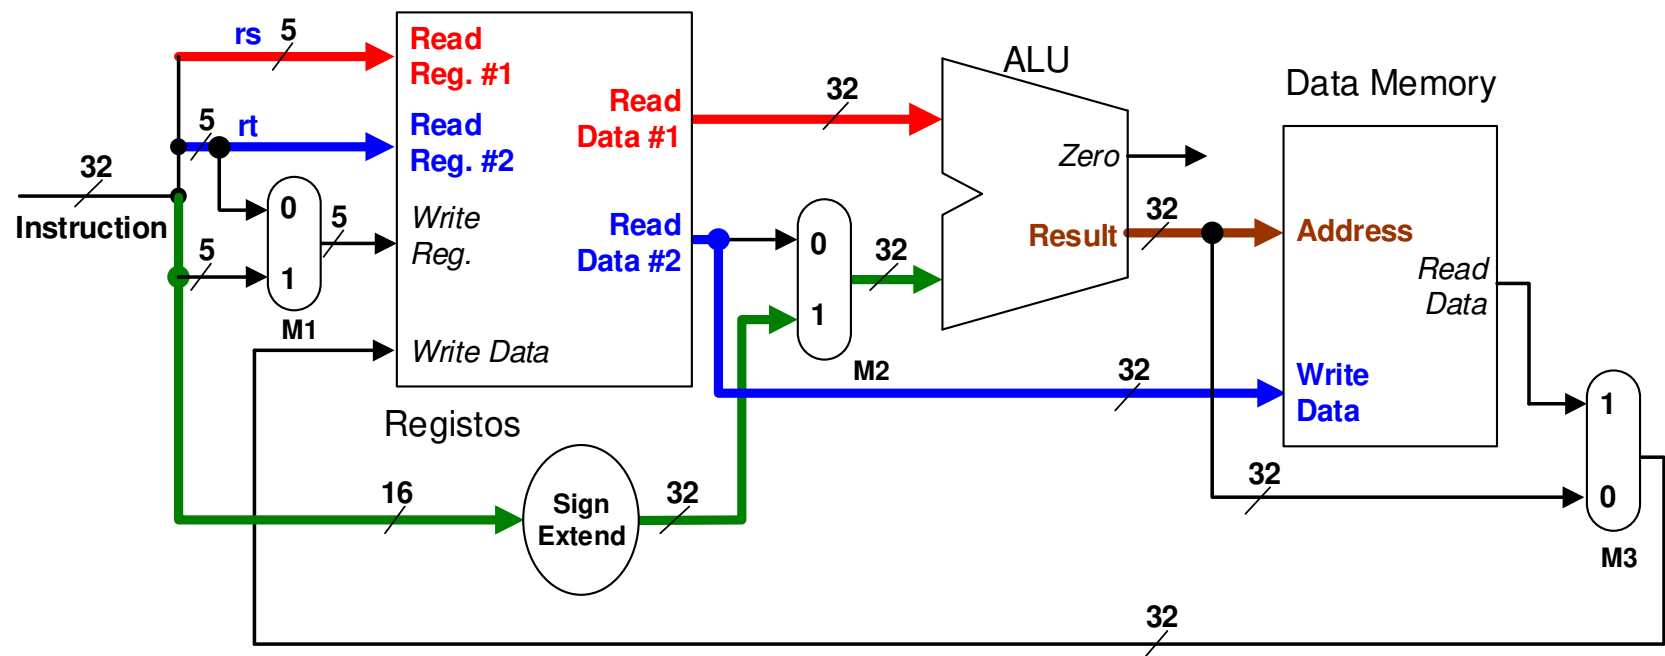 rs
5
Read
Reg. #1
5
rt
Read
Reg. #2
32
Instruction
0
5
1
M1
5
Write
Reg.
Write Data
Read
Data #1
Read
Data #2
Registos
16
Sign
Extend
32
32
0
1
M2
32
ALU
Zero
Result
32
32
Data Memory
Address
Read
Data
Write
Data
32
1
0
M3
32